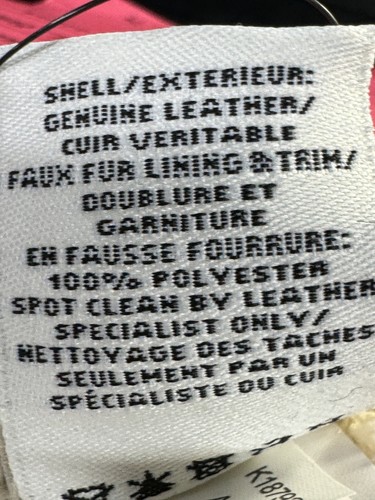 SHELL/EXTERIEUR:
GENUINE LEATHER/
CUIR VERITABLE
FAUX FUR LINING & TRIM/
DOUBLURE ET
GARNITURE
EN FAUSSE FOURRURE:
100% POLYESTER
SPOT CLEAN BY LEATHER
SPECIALIST ONLY/
NETTOYAGE DES TACHES
SEULEMENT PAR UN
SPÉCIALISTE DU CUIR